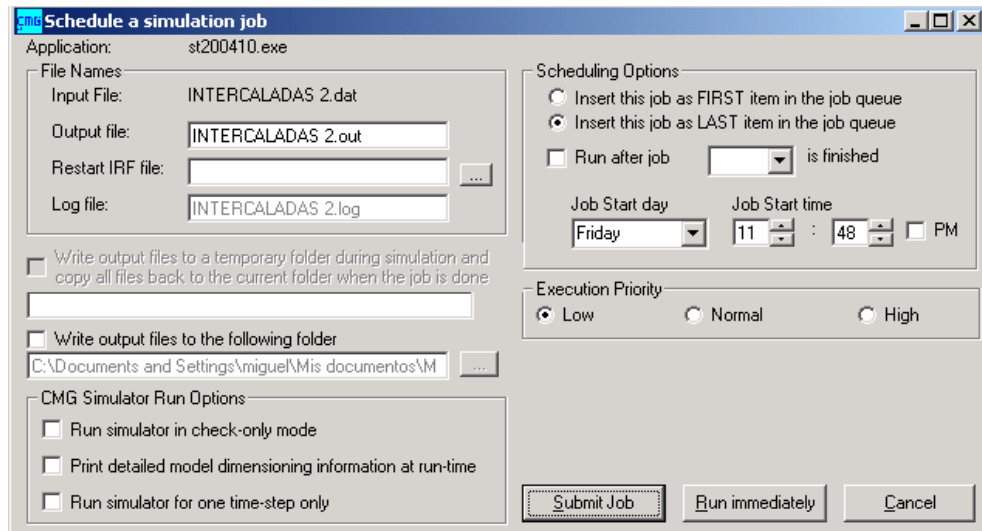 CMG Schedule a simulation job
Application: st200410.exe
File Names
Input File: INTERCALADAS 2.dat
Output file: INTERCALADAS 2.out
Restart IRF file:
...
Log file: INTERCALADAS 2.log
Write output files to a temporary folder during simulation and
copy all files back to the current folder when the job is done
Write output files to the following folder
C:\Documents and Settings\miguel\Mis documentos\M
...
CMG Simulator Run Options
Run simulator in check-only mode
Print detailed model dimensioning information at run-time
Run simulator for one time-step only
Scheduling Options
Insert this job as FIRST item in the job queue
Insert this job as LAST item in the job queue
Run after job is finished
Job Start day Job Start time
Friday 11 : 48 PM
Execution Priority
Low Normal High
Submit Job Run immediately Cancel